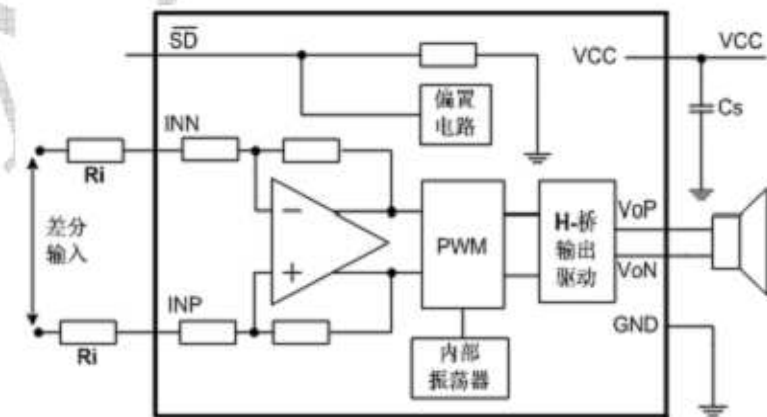 SD
VCC
VCC
偏置
电路
Cs
INN
Ri
差分
输入
−
+
PWM
H-桥
输出
驱动
VoP
VoN
INP
Ri
GND
内部
振荡器